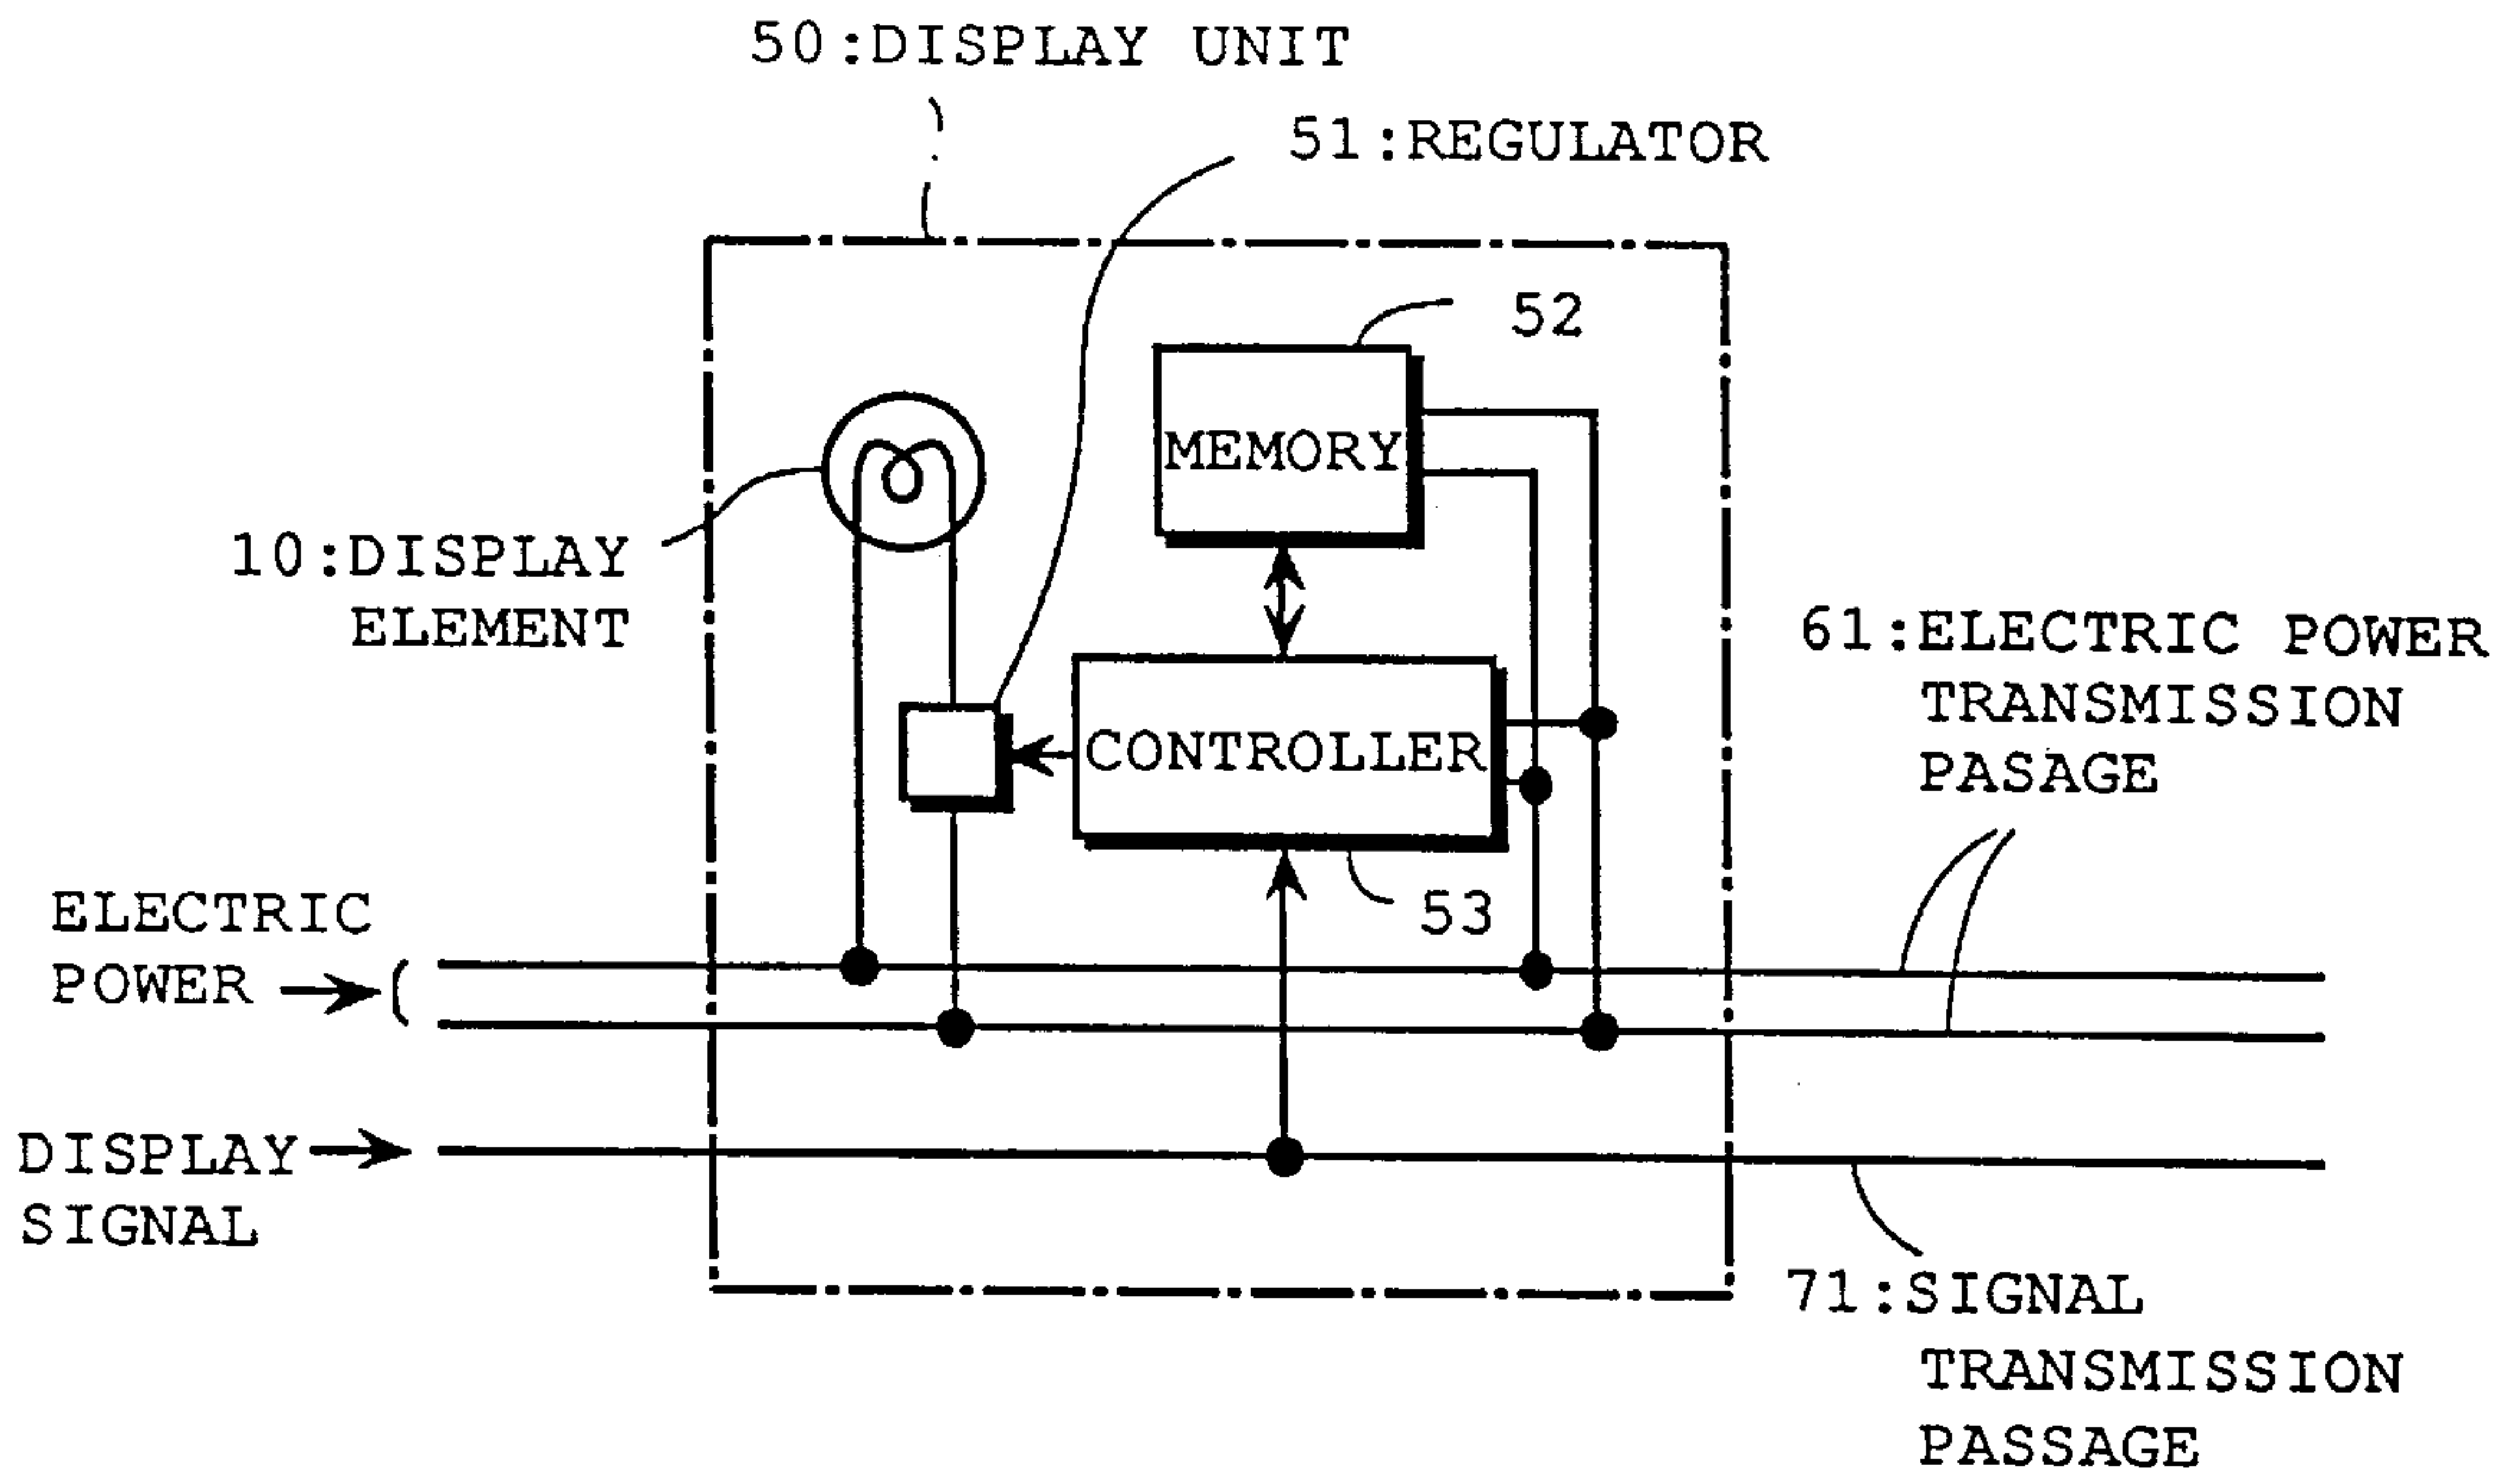 50:DISPLAY UNIT
51:REGULATOR
52
MEMORY
10:DISPLAY
ELEMENT
61:ELECTRIC POWER
TRANSMISSION
PASAGE
CONTROLLER
53
ELECTRIC
POWER
DISPLAY
SIGNAL
71:SIGNAL
TRANSMISSION
PASSAGE